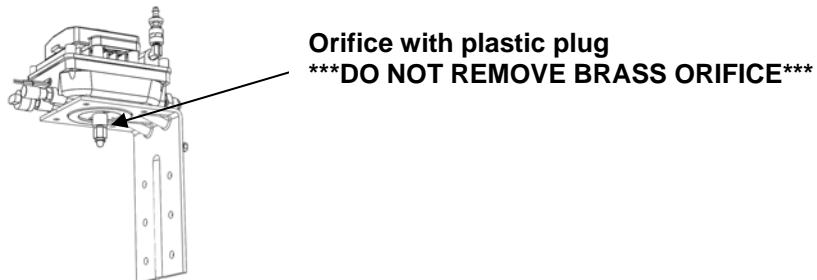 Orifice with plastic plug
***DO NOT REMOVE BRASS ORIFICE***